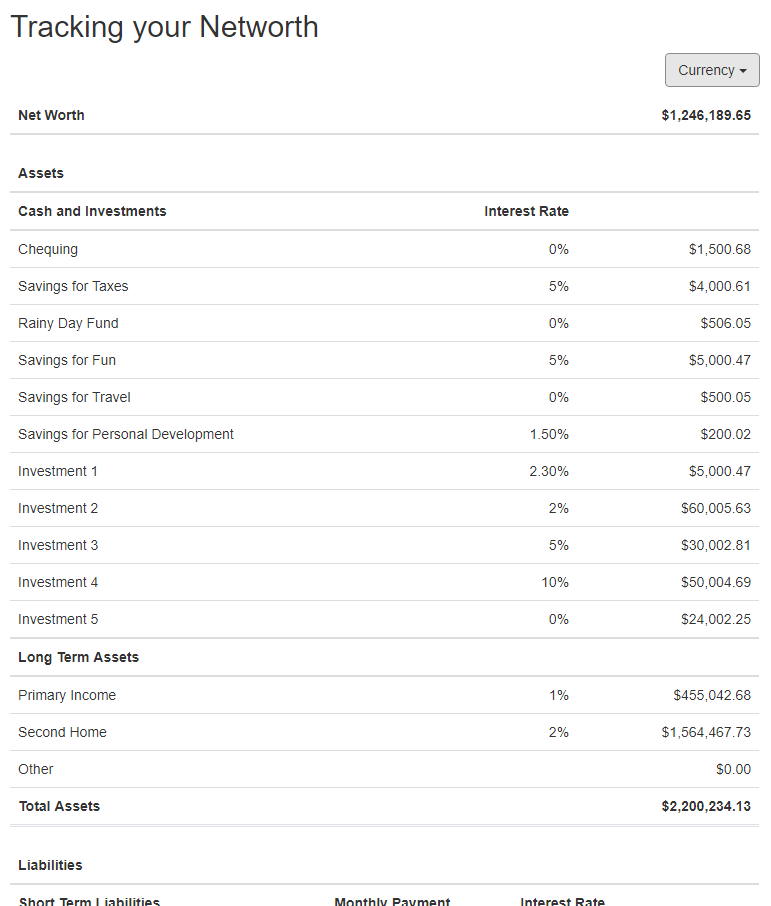 Tracking your Networth
Currency
Net Worth $1,246,189.65
Assets
Cash and Investments Interest Rate
Chequing 0% $1,500.68
Savings for Taxes 5% $4,000.61
Rainy Day Fund 0% $506.05
Savings for Fun 5% $5,000.47
Savings for Travel 0% $500.05
Savings for Personal Development 1.50% $200.02
Investment 1 2.30% $5,000.47
Investment 2 2% $60,005.63
Investment 3 5% $30,002.81
Investment 4 10% $50,004.69
Investment 5 0% $24,002.25
Long Term Assets
Primary Income 1% $455,042.68
Second Home 2% $1,564,467.73
Other $0.00
Total Assets $2,200,234.13
Liabilities
Short Term Liabilities Monthly Payment Interest Rate